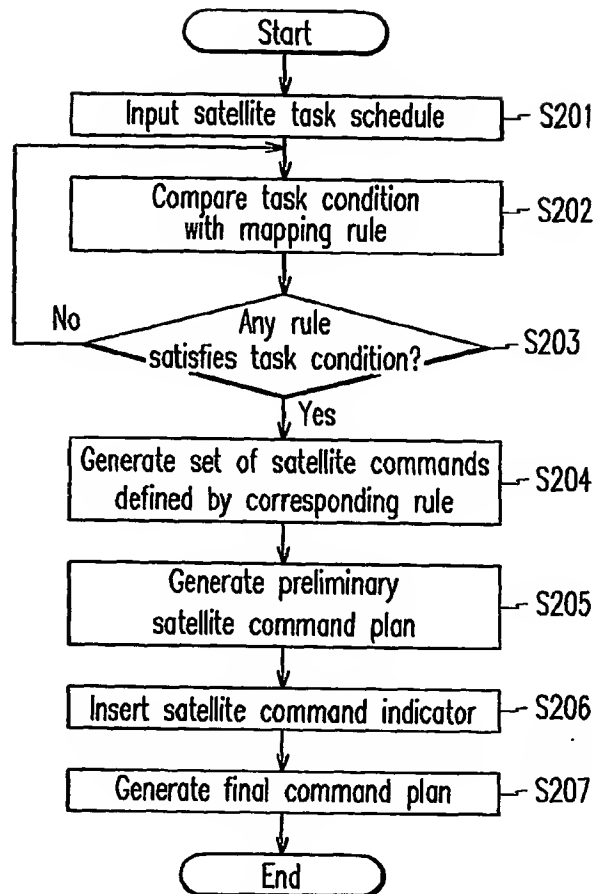 Start
Input satellite task schedule
S201
Compare task condition
with mapping rule
S202
No
Any rule
satisfies task condition?
S203
Yes
Generate set of satellite commands
defined by corresponding rule
S204
Generate preliminary
satellite command plan
S205
Insert satellite command indicator
S206
Generate final command plan
S207
End